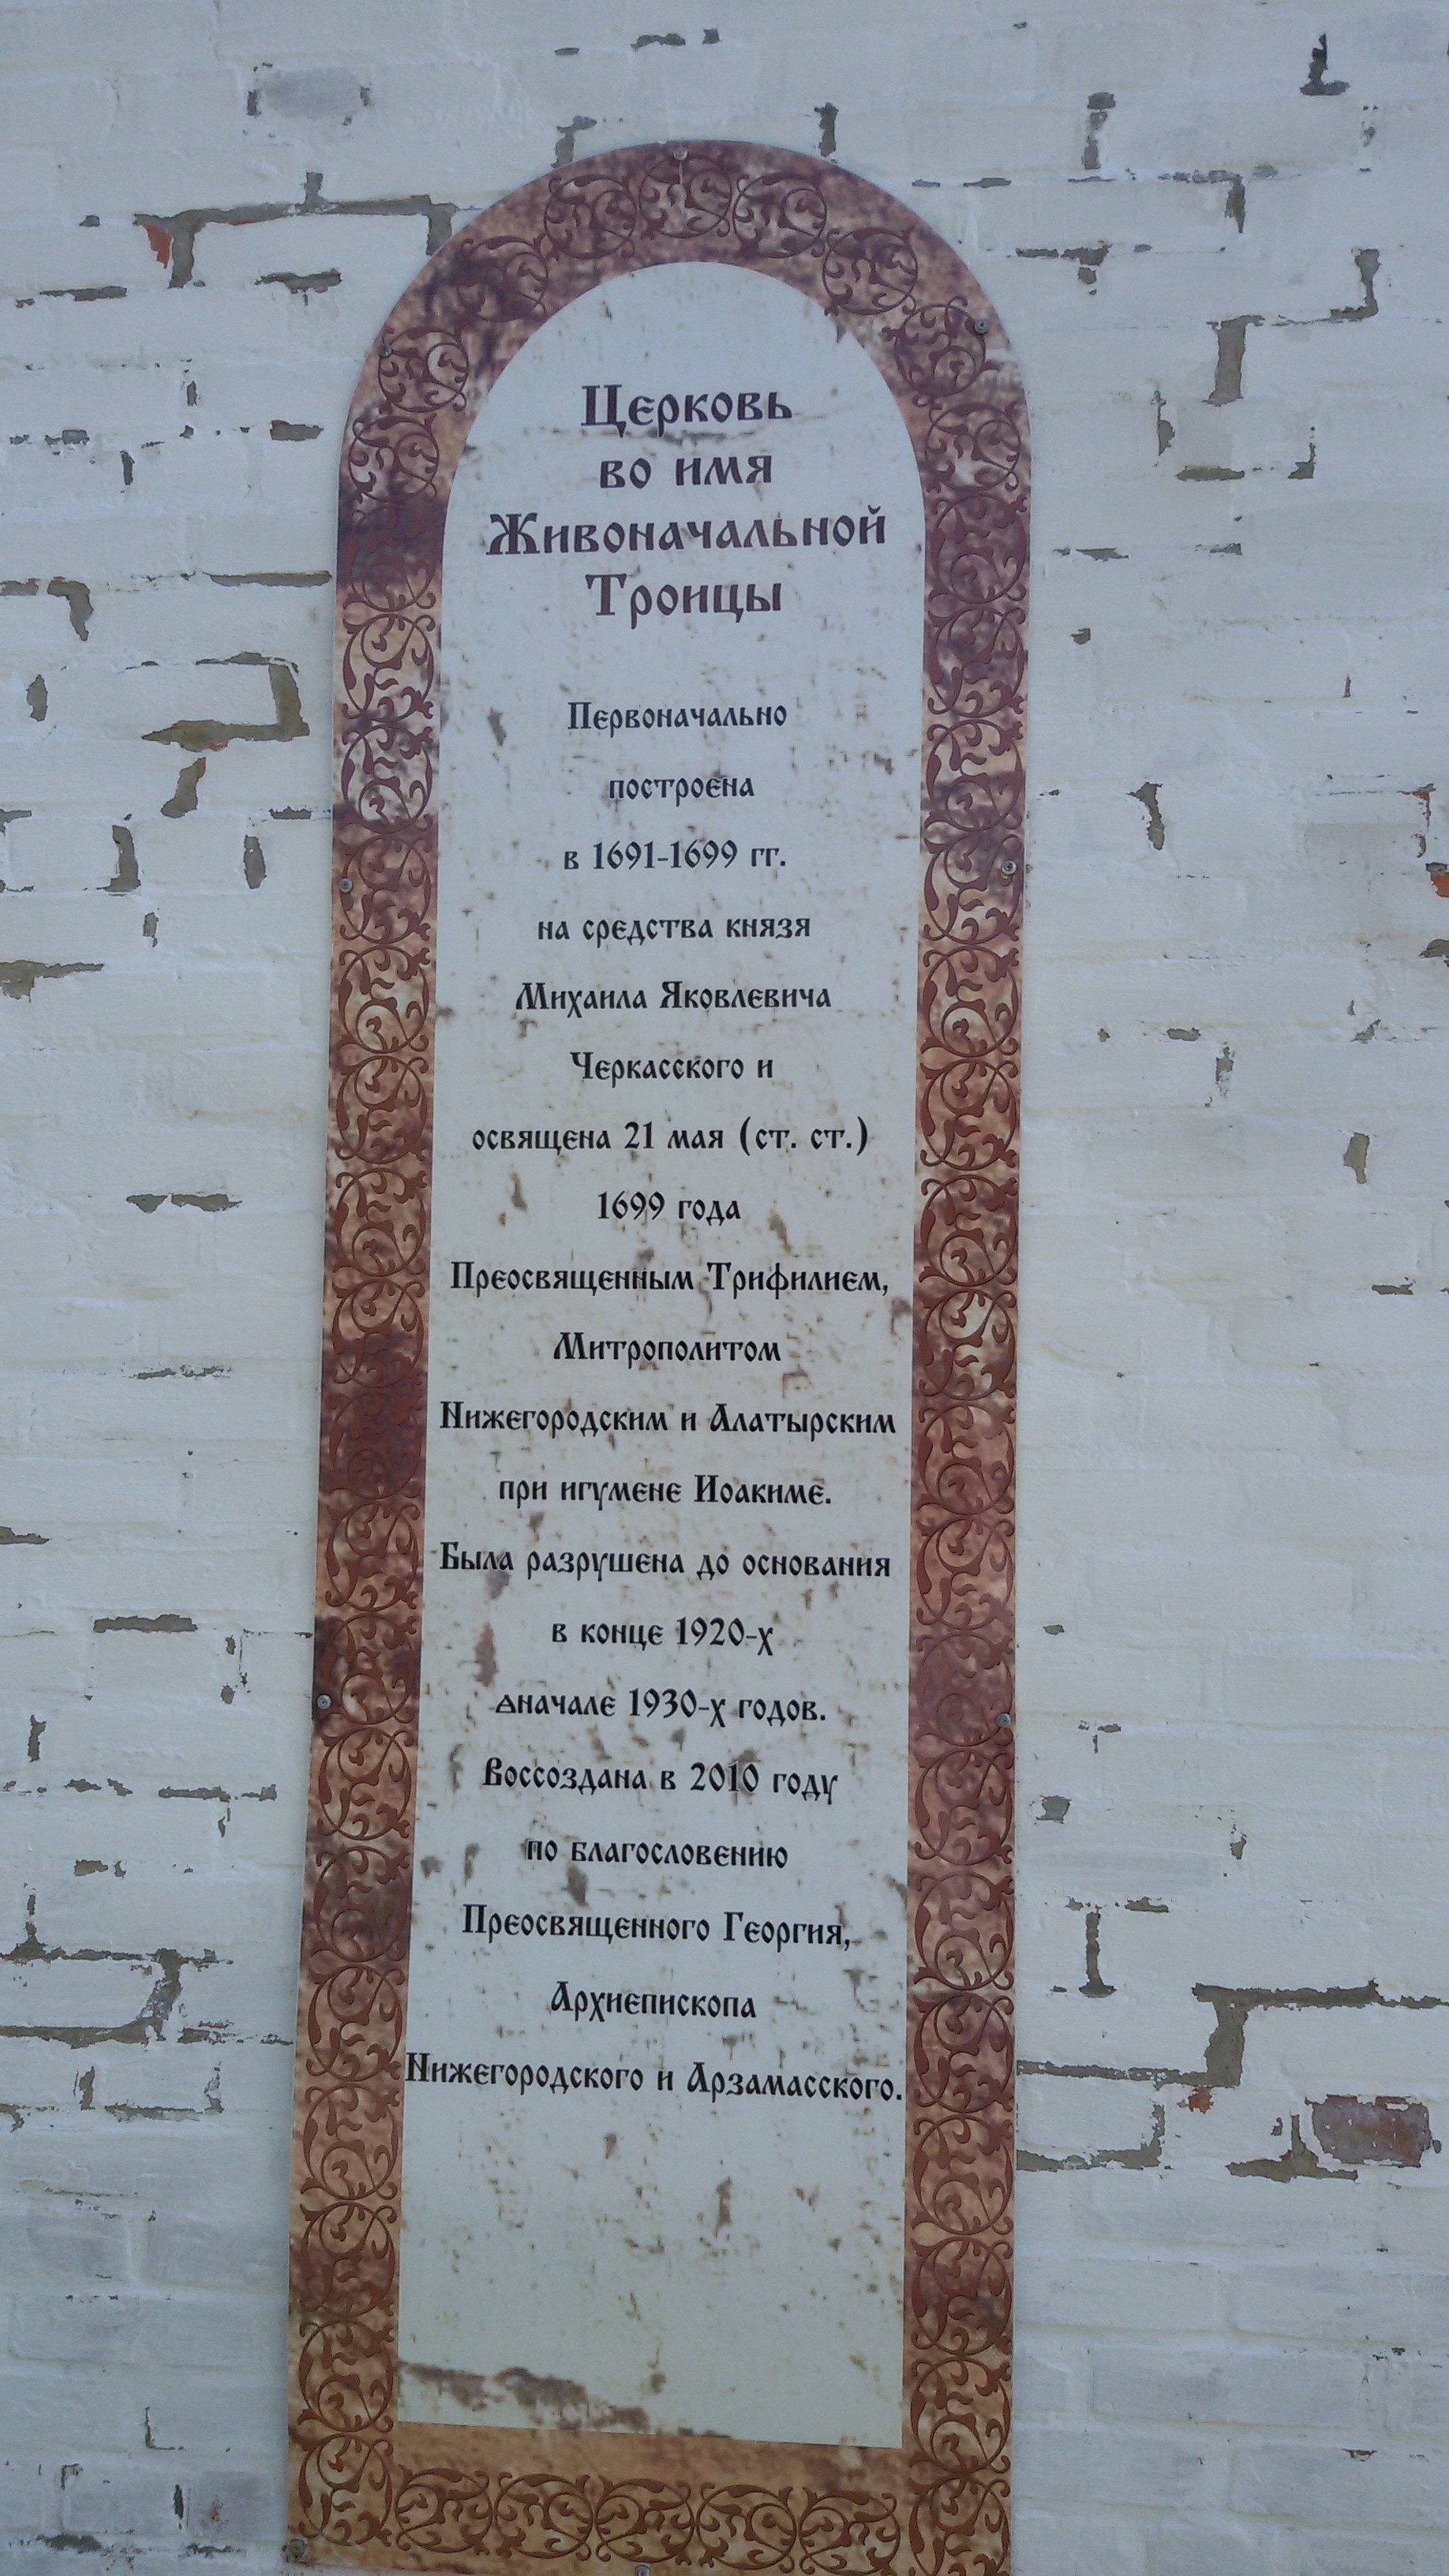 Церковь
во имя
Живоначальной
Троицы
Первоначально
построена
в 1691-1699 гг.
на средства князя
Михаила Яковлевича
Черкасского и
освящена 21 мая (ст. ст.)
1699 года
Преосвященным Трифилием,
Митрополитом
Нижегородским и Алатырским
при игумене Иоакиме.
Была разрушена до основания
в конце 1920-х
ѧначале 1930-х годов.
Воссоздана в 2010 году
по благословению
Преосвященного Георгия,
Архиепископа
Нижегородского и Арзамасского.